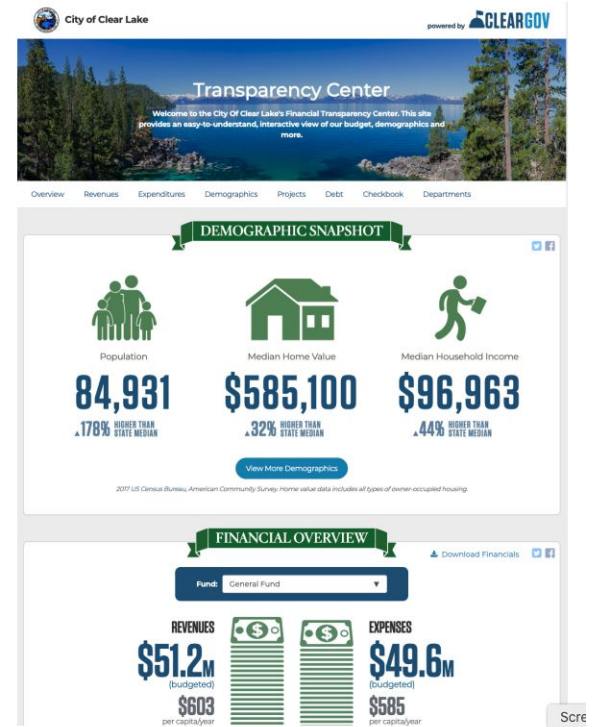 City of Clear Lake
powered by CLEARGOV
Transparency Center
Welcome to the City Of Clear Lake's Financial Transparency Center. This site
provides an easy-to-understand, interactive view of our budget, demographics and
more.
Overview Revenues Expenditures Demographics Projects Debt Checkbook Departments
DEMOGRAPHIC SNAPSHOT
Population
84,931
▲178% HIGHER THAN
STATE MEDIAN
Median Home Value
$585,100
▲32% HIGHER THAN
STATE MEDIAN
Median Household Income
$96,963
▲44% HIGHER THAN
STATE MEDIAN
View More Demographics
2017 US Census Bureau, American Community Survey. Home value data includes all types of owner-occupied housing.
FINANCIAL OVERVIEW
Download Financials
Fund: General Fund
REVENUES
$51.2M
(budgeted)
$603
per capita/year
EXPENSES
$49.6M
(budgeted)
$585
per capita/year
Scre